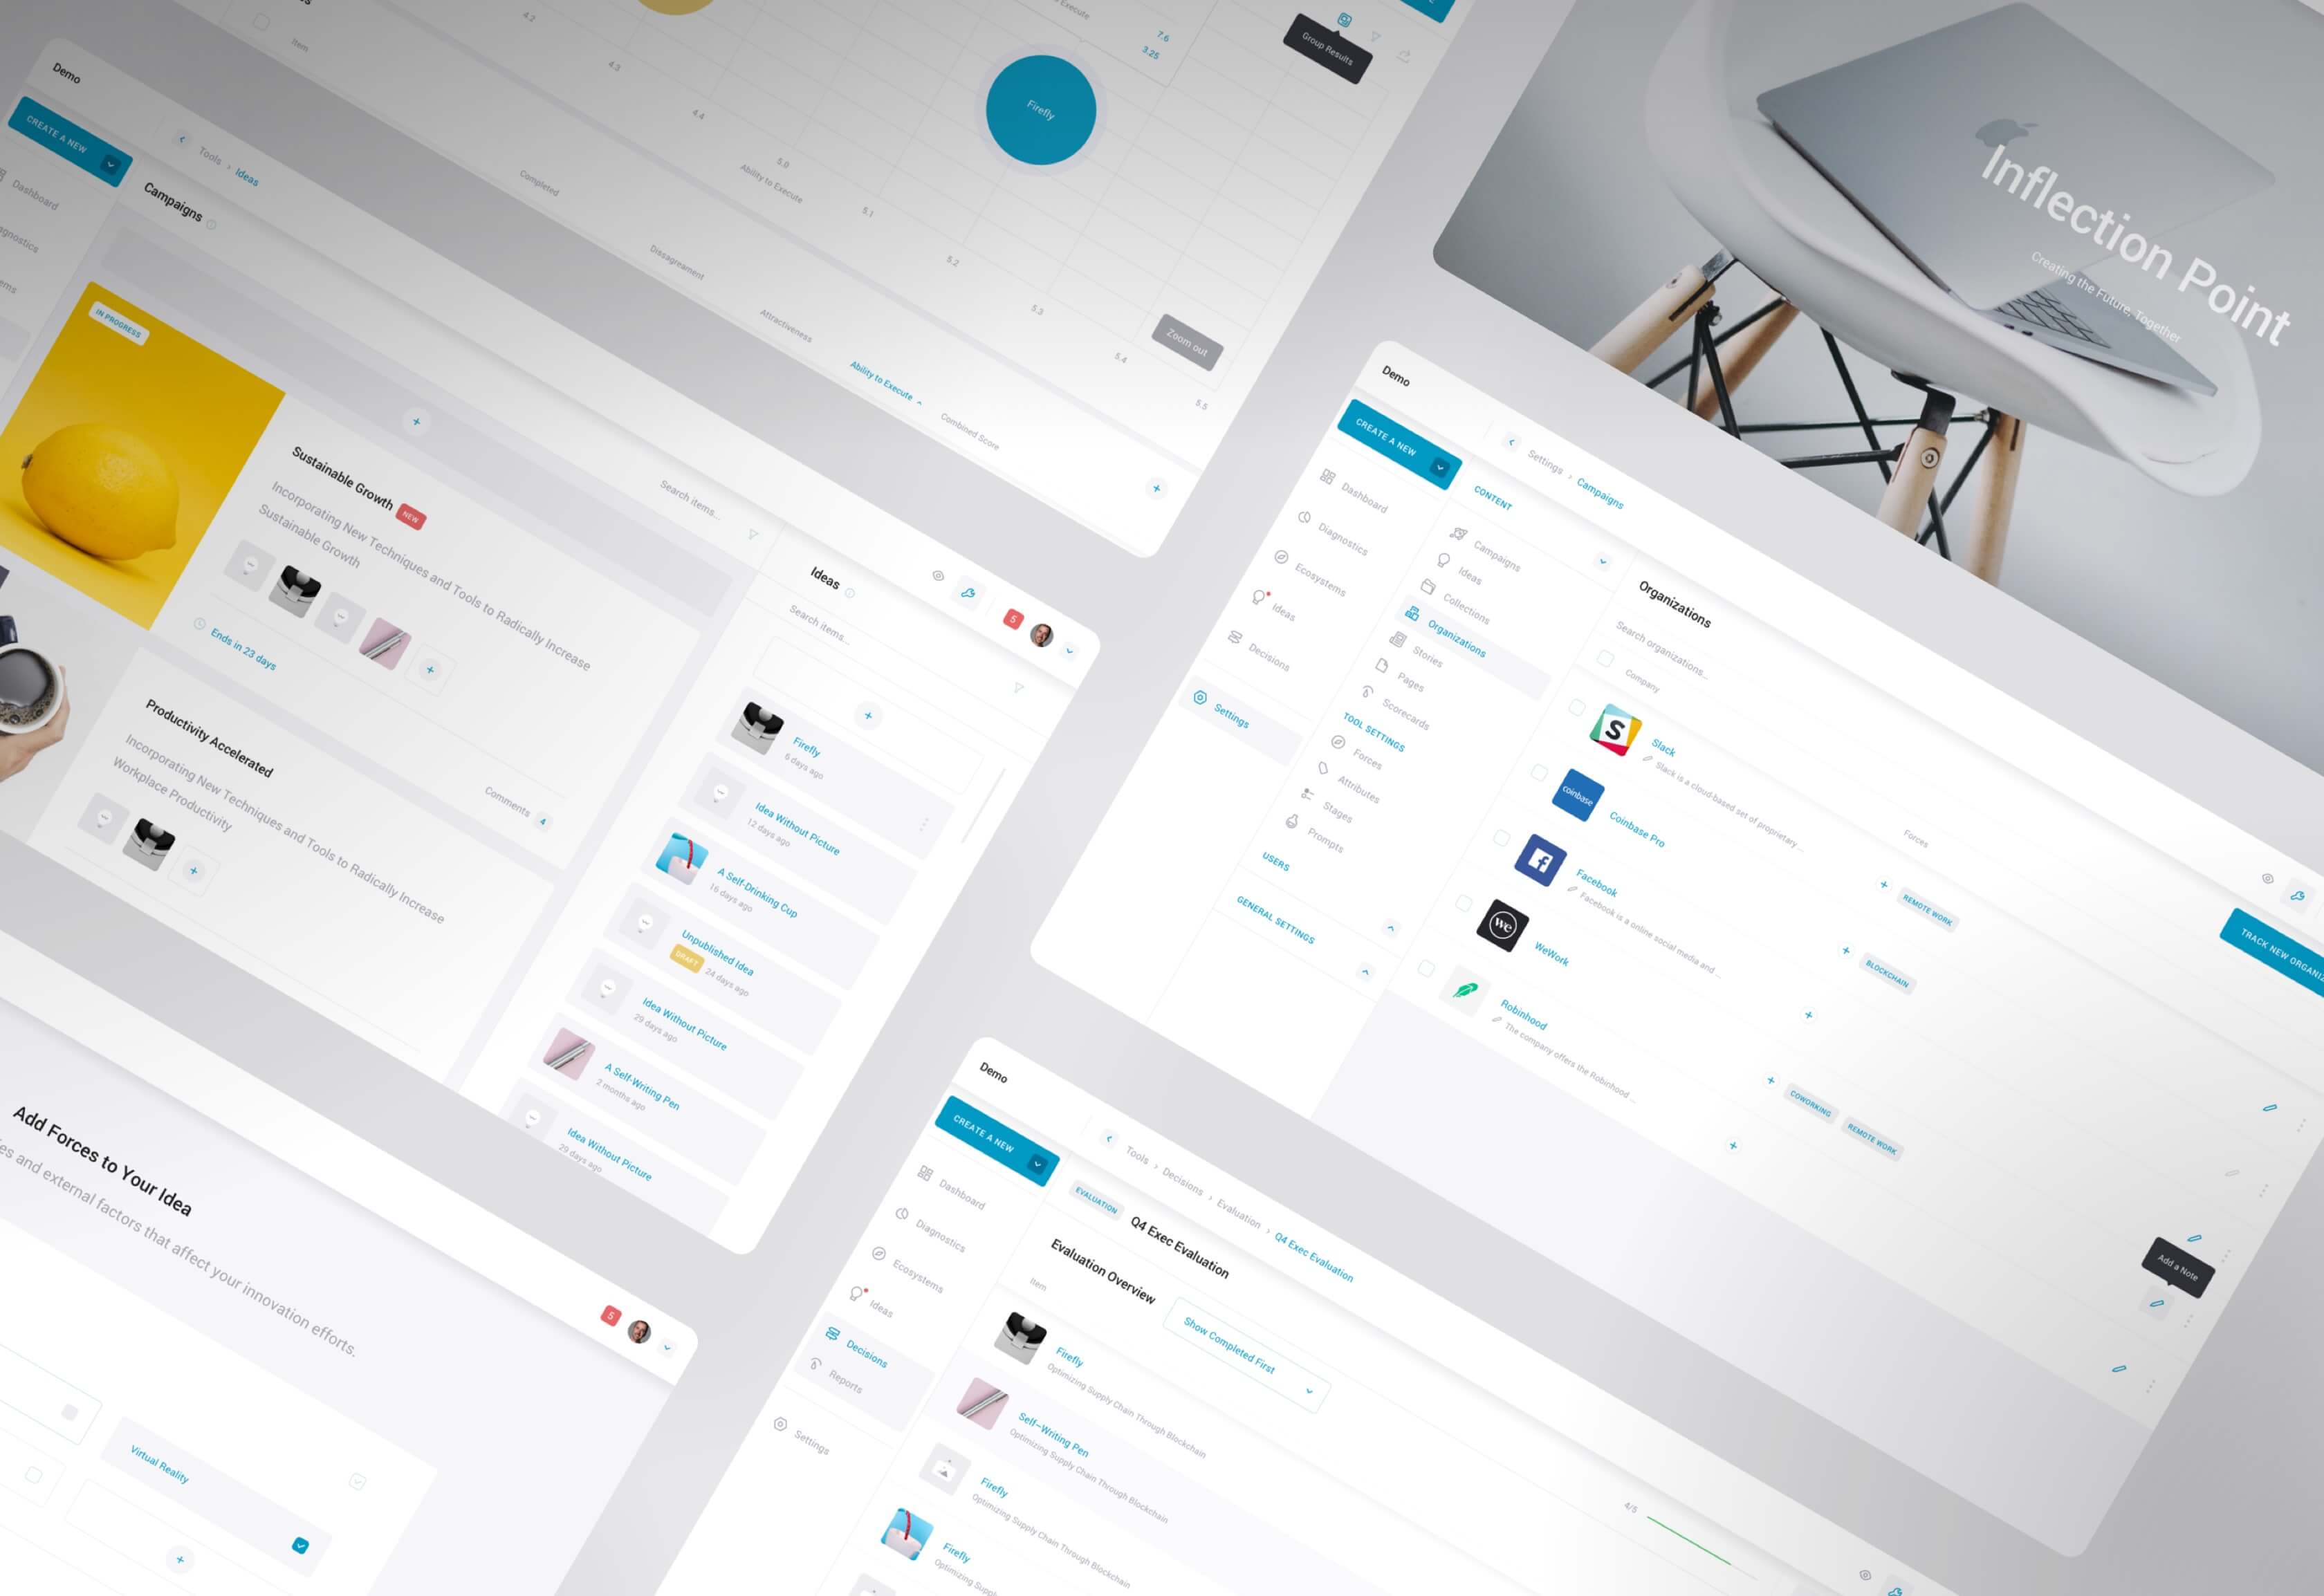 Item
4.2
4.3
4.4
5.0
Ability to Execute
5.1
5.2
5.3
5.4
5.5
Execute
7.6
3.25
Firefly
Group Results
Zoom out
Completed
Dissagreament
Attractiveness
Ability to Execute
Combined Score
Inflection Point
Creating the Future, Together
Demo
CREATE A NEW
Tools > Ideas
Dashboard
Campaigns
Search items...
IN PROGRESS
Sustainable Growth NEW
Incorporating New Techniques and Tools to Radically Increase
Sustainable Growth
Ends in 23 days
Comments 4
Productivity Accelerated
Incorporating New Techniques and Tools to Radically Increase
Workplace Productivity
5
Ideas
Search items...
Firefly
6 days ago
Idea Without Picture
12 days ago
A Self-Drinking Cup
16 days ago
Unpublished Idea
DRAFT 24 days ago
Idea Without Picture
29 days ago
A Self-Writing Pen
2 months ago
Idea Without Picture
29 days ago
Demo
CREATE A NEW
Settings > Campaigns
Dashboard
Diagnostics
Ecosystems
Ideas
Decisions
Settings
CONTENT
Campaigns
Ideas
Collections
Organizations
Stories
Pages
Scorecards
TOOL SETTINGS
Forces
Attributes
Stages
Prompts
USERS
GENERAL SETTINGS
Organizations
Search organizations...
Company
Forces
TRACK NEW
Slack
Slack is a cloud-based set of proprietary ...
REMOTE WORK
coinbase
Coinbase Pro
BLOCKCHAIN
Facebook
Facebook is a online social media and ...
we
WeWork
COWORKING
REMOTE WORK
Robinhood
The company offers the Robinhood ...
Add a Note
Add Forces to Your Idea
and external factors that affect your innovation efforts.
5
Virtual Reality
Demo
CREATE A NEW
Tools > Decisions > Evaluation > Q4 Exec Evaluation
Dashboard
Diagnostics
Ecosystems
Ideas
Decisions
Reports
Settings
EVALUATION
Q4 Exec Evaluation
Evaluation Overview
Show Completed First
Item
Firefly
Optimizing Supply Chain Through Blockchain
4/5
Self-Writing Pen
Optimizing Supply Chain Through Blockchain
Firefly
Optimizing Supply Chain Through Blockchain
Firefly
Optimizing